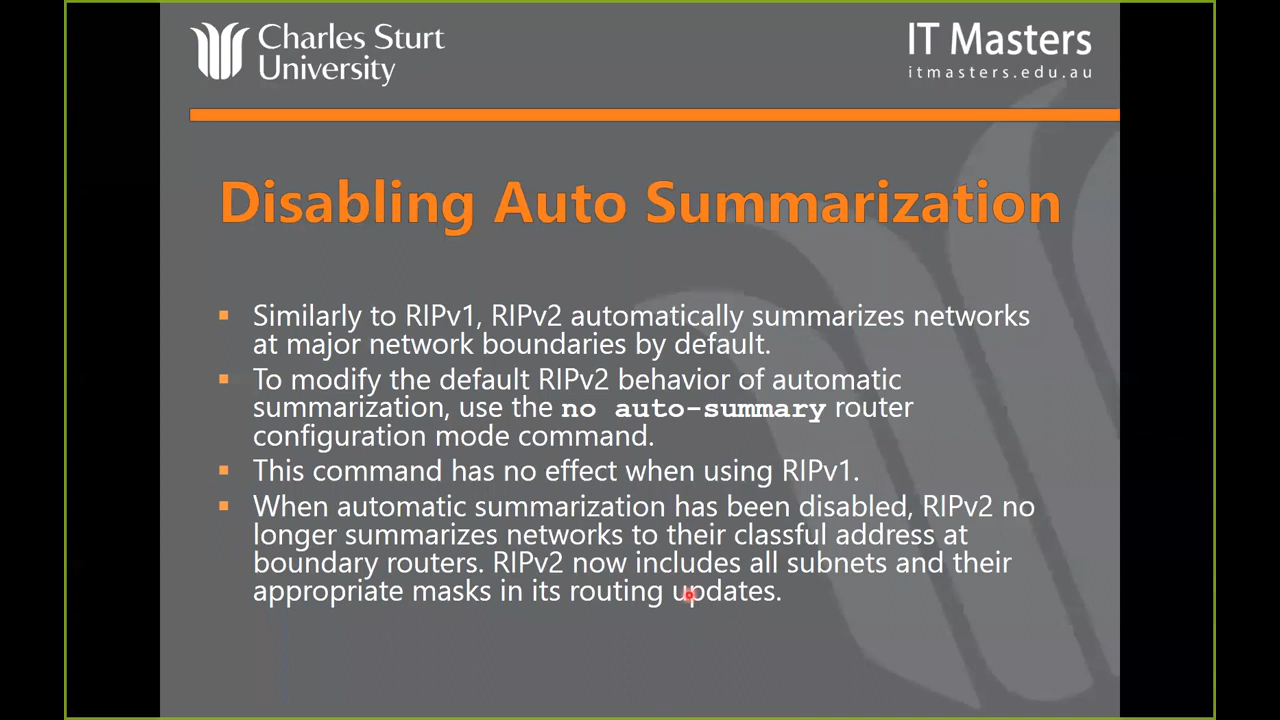 Charles Sturt
University
IT Masters
itmasters.edu.au
Disabling Auto Summarization
Similarly to RIPv1, RIPv2 automatically summarizes networks
at major network boundaries by default.
To modify the default RIPv2 behavior of automatic
summarization, use the no auto-summary router
configuration mode command.
This command has no effect when using RIPv1.
When automatic summarization has been disabled, RIPv2 no
longer summarizes networks to their classful address at
boundary routers. RIPv2 now includes all subnets and their
appropriate masks in its routing updates.